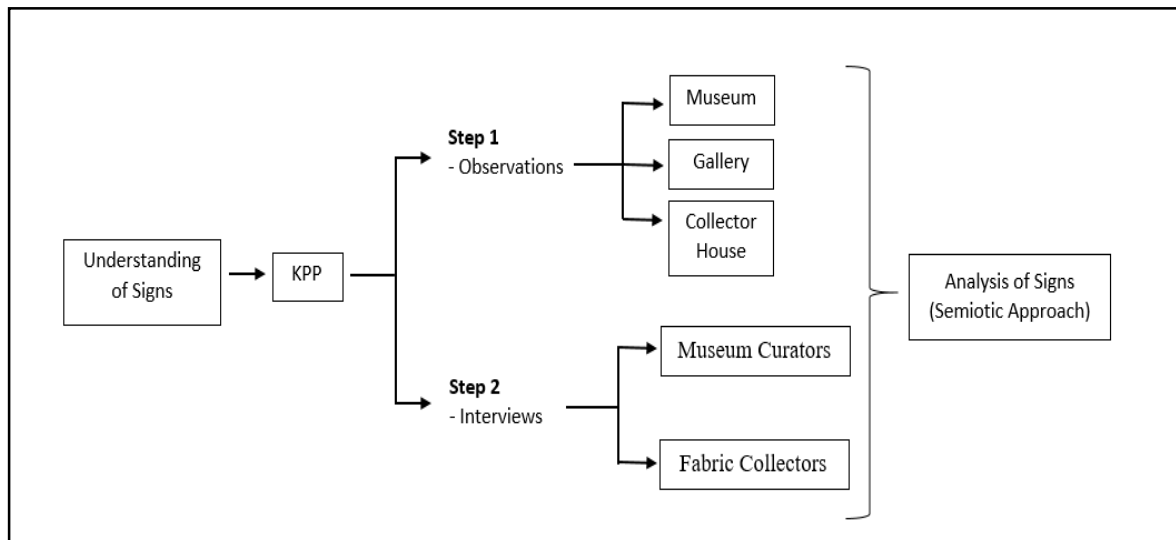 Understanding
of Signs
KPP
Step 1
- Observations
Museum
Gallery
Collector
House
Step 2
- Interviews
Museum Curators
Fabric Collectors
Analysis of Signs
(Semiotic Approach)